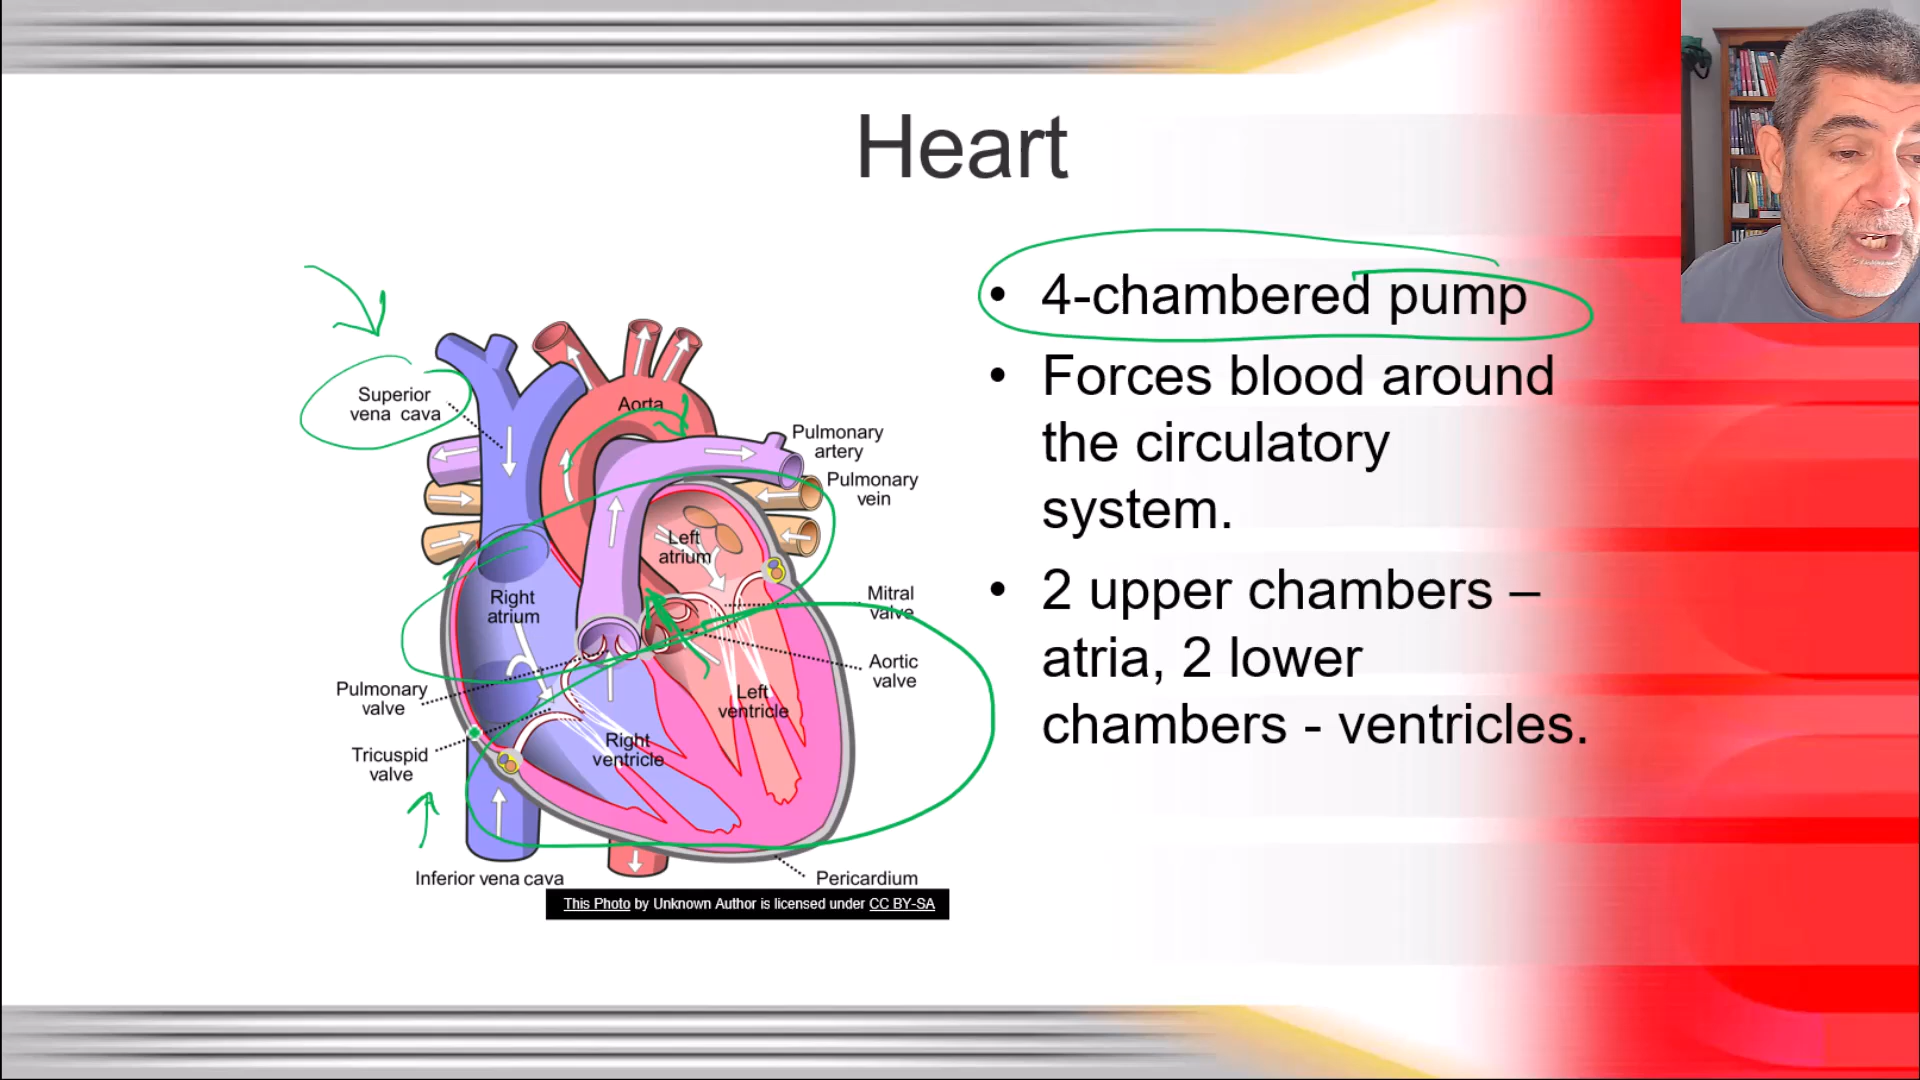 Heart
• 4-chambered pump
• Forces blood around
the circulatory
system.
• 2 upper chambers –
atria, 2 lower
chambers - ventricles.
Superior
vena cava
Aorta
Pulmonary
artery
Pulmonary
vein
Left
atrium
Right
atrium
Mitral
valve
Aortic
valve
Pulmonary
valve
Left
ventricle
Tricuspid
valve
Right
ventricle
Inferior vena cava
Pericardium
This Photo by Unknown Author is licensed under CC BY-SA